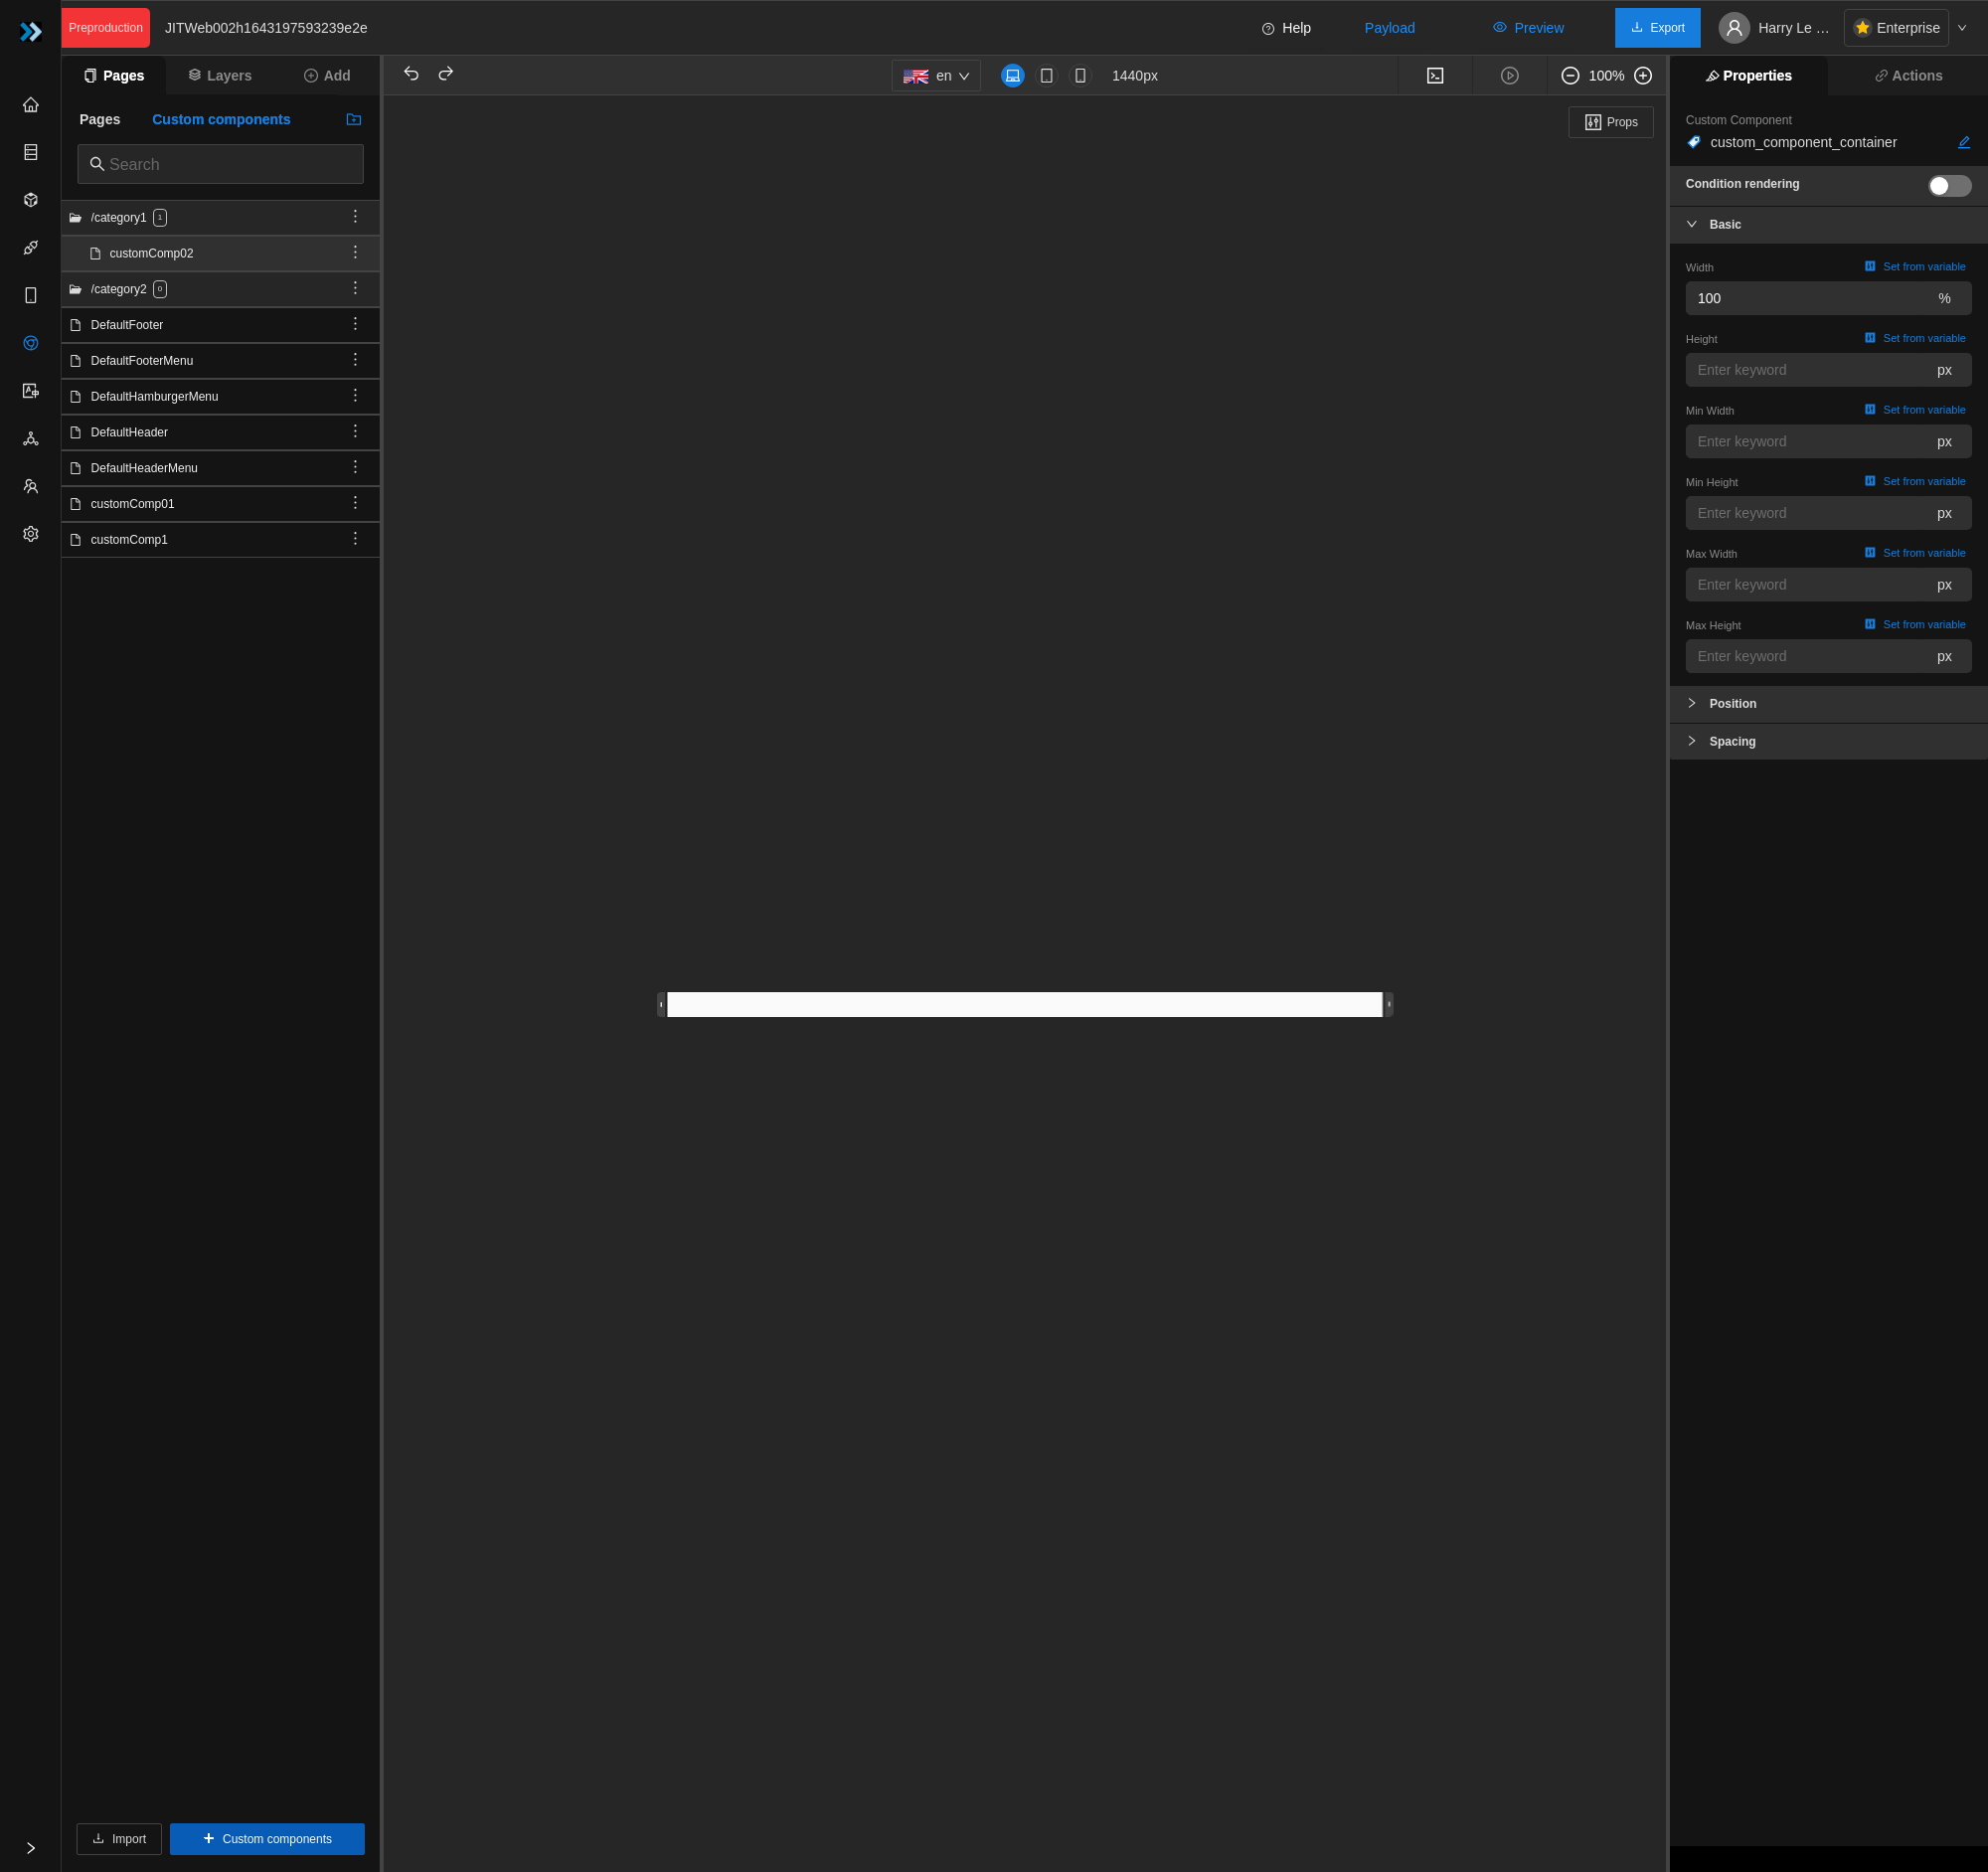 Preproduction
JITWeb002h1643197593239e2e
Help
Payload
Preview
Export
Harry Le …
Enterprise
Pages
Layers
Add
en
1440px
100%
Properties
Actions
Pages
Custom components
Search
/category1 1
customComp02
/category2 0
DefaultFooter
DefaultFooterMenu
DefaultHamburgerMenu
DefaultHeader
DefaultHeaderMenu
customComp01
customComp1
Import
Custom components
Props
Custom Component
custom_component_container
Condition rendering
Basic
Width Set from variable
100 %
Height Set from variable
Enter keyword px
Min Width Set from variable
Enter keyword px
Min Height Set from variable
Enter keyword px
Max Width Set from variable
Enter keyword px
Max Height Set from variable
Enter keyword px
Position
Spacing